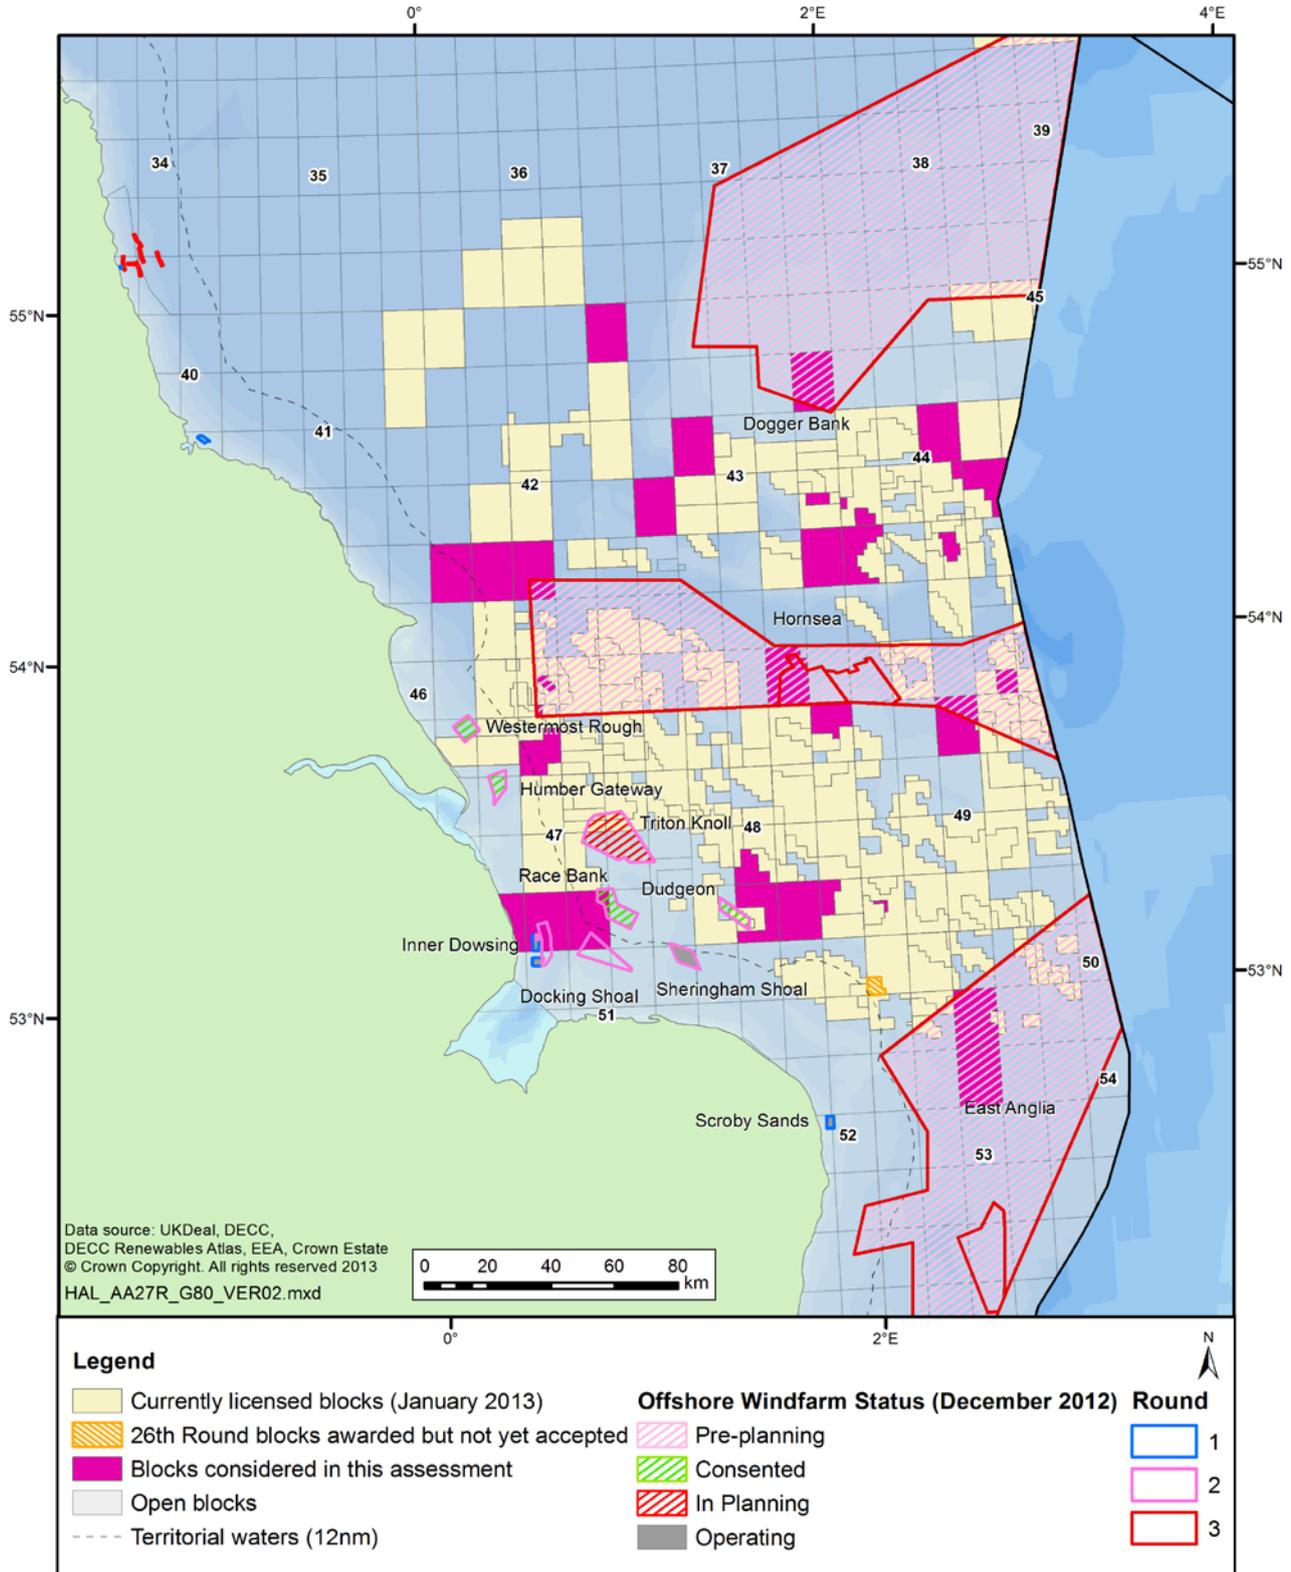 0°
2°E
4°E
39
34
38
37
36
35
55°N
45
55°N
40
Dogger Bank
41
44
43
42
Hornsea
54°N
54°N
46
Westermost Rough
Humber Gateway
49
Triton Knoll
48
47
Race Bank
Dudgeon
Inner Dowsing
50
53°N
Docking Shoal
Sheringham Shoal
51
53°N
54
East Anglia
Scroby Sands
52
53
Data source: UKDeal, DECC,
DECC Renewables Atlas, EEA, Crown Estate
© Crown Copyright. All rights reserved 2013
HAL_AA27R_G80_VER02.mxd
0 20 40 60 80
km
0°
2°E
N
Legend
Currently licensed blocks (January 2013)
26th Round blocks awarded but not yet accepted
Blocks considered in this assessment
Open blocks
Territorial waters (12nm)
Offshore Windfarm Status (December 2012)
Pre-planning
Consented
In Planning
Operating
Round
1
2
3